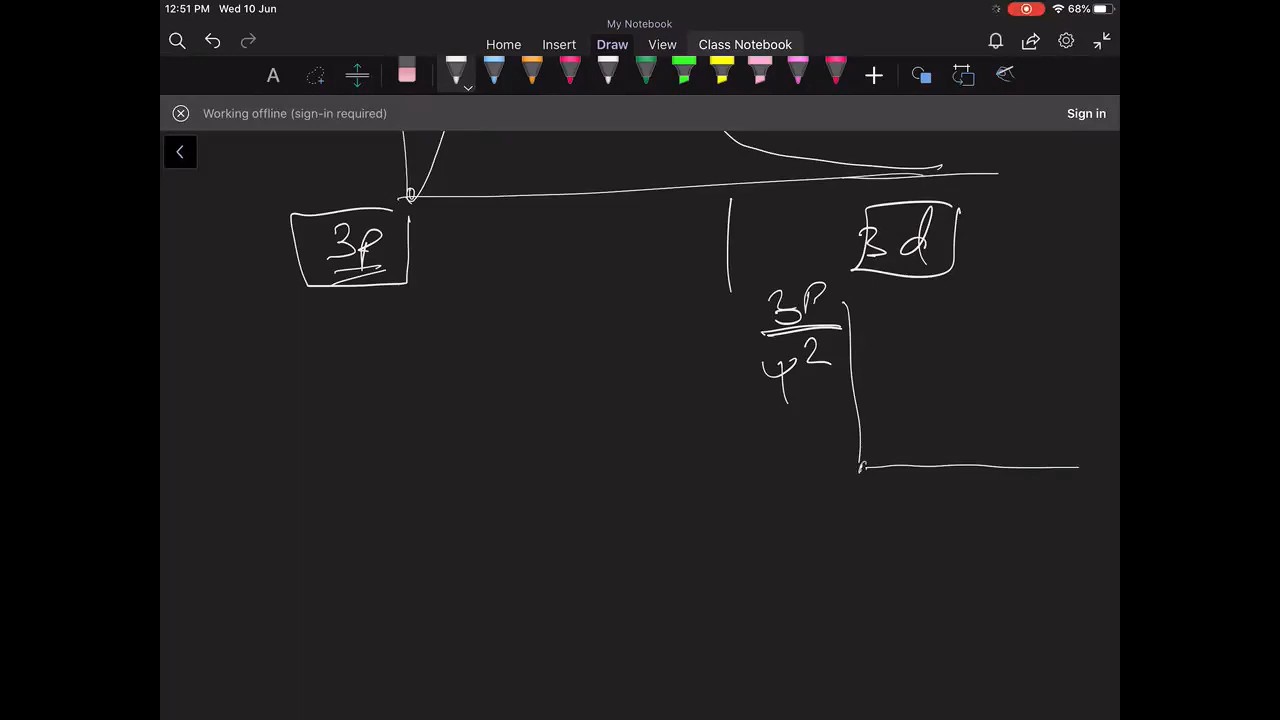 12:51 PM Wed 10 Jun
68%
My Notebook
Home Insert Draw View Class Notebook
A
Working offline (sign-in required)
Sign in
3p
3d
3P
ψ²